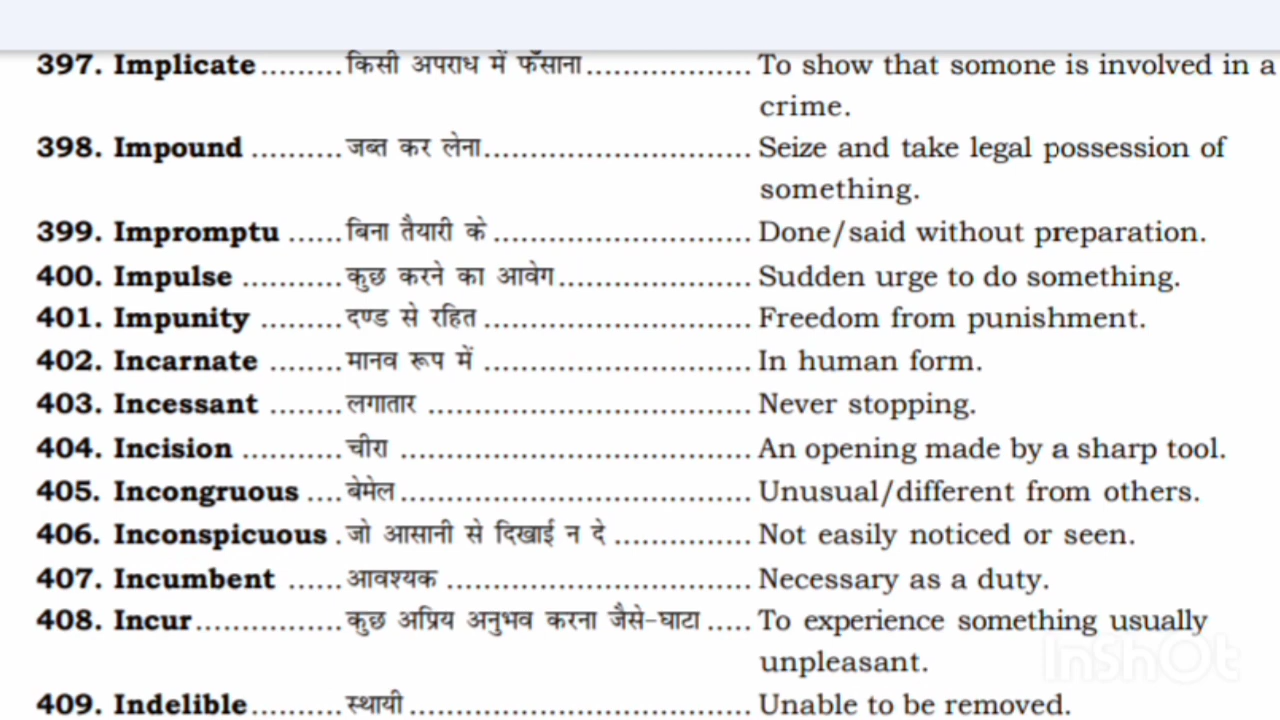 397. Implicate.........किसी अपराध में फँसाना.................To show that somone is involved in a
crime.
398. Impound ..........जब्त कर लेना...........................Seize and take legal possession of
something.
399. Impromptu ......बिना तैयारी के..........................Done/said without preparation.
400. Impulse ...........कुछ करने का आवेग...................Sudden urge to do something.
401. Impunity .........दण्ड से रहित...........................Freedom from punishment.
402. Incarnate ........मानव रूप में...........................In human form.
403. Incessant ........लगातार.................................Never stopping.
404. Incision ...........चीरा....................................An opening made by a sharp tool.
405. Incongruous ....बेमेल...................................Unusual/different from others.
406. Inconspicuous .जो आसानी से दिखाई न दे..............Not easily noticed or seen.
407. Incumbent ......आवश्यक...............................Necessary as a duty.
408. Incur................कुछ अप्रिय अनुभव करना जैसे-घाटा.....To experience something usually
unpleasant.
409. Indelible..........स्थायी...................................Unable to be removed.
InShOt